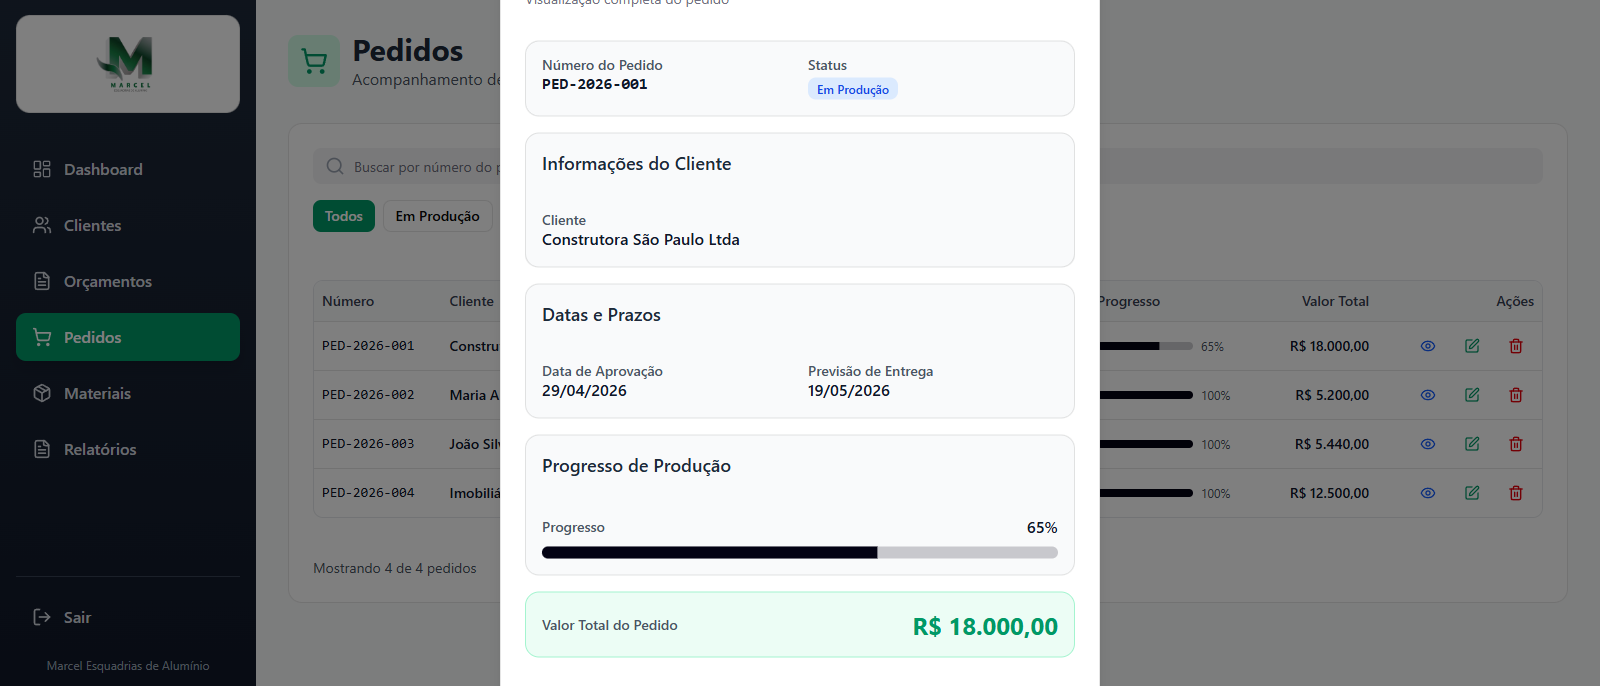 MARCEL
Dashboard
Clientes
Orçamentos
Pedidos
Materiais
Relatórios
Sair
Marcel Esquadrias de Alumínio
Pedidos
Acompanhamento de
Buscar por número do p
Todos
Em Produção
Número
Cliente
Progresso
Valor Total
Ações
PED-2026-001
Constru
65%
R$ 18.000,00
PED-2026-002
Maria A
100%
R$ 5.200,00
PED-2026-003
João Silv
100%
R$ 5.440,00
PED-2026-004
Imobiliá
100%
R$ 12.500,00
Mostrando 4 de 4 pedidos
Visualização completa do pedido
Número do Pedido
PED-2026-001
Status
Em Produção
Informações do Cliente
Cliente
Construtora São Paulo Ltda
Datas e Prazos
Data de Aprovação
29/04/2026
Previsão de Entrega
19/05/2026
Progresso de Produção
Progresso
65%
Valor Total do Pedido
R$ 18.000,00